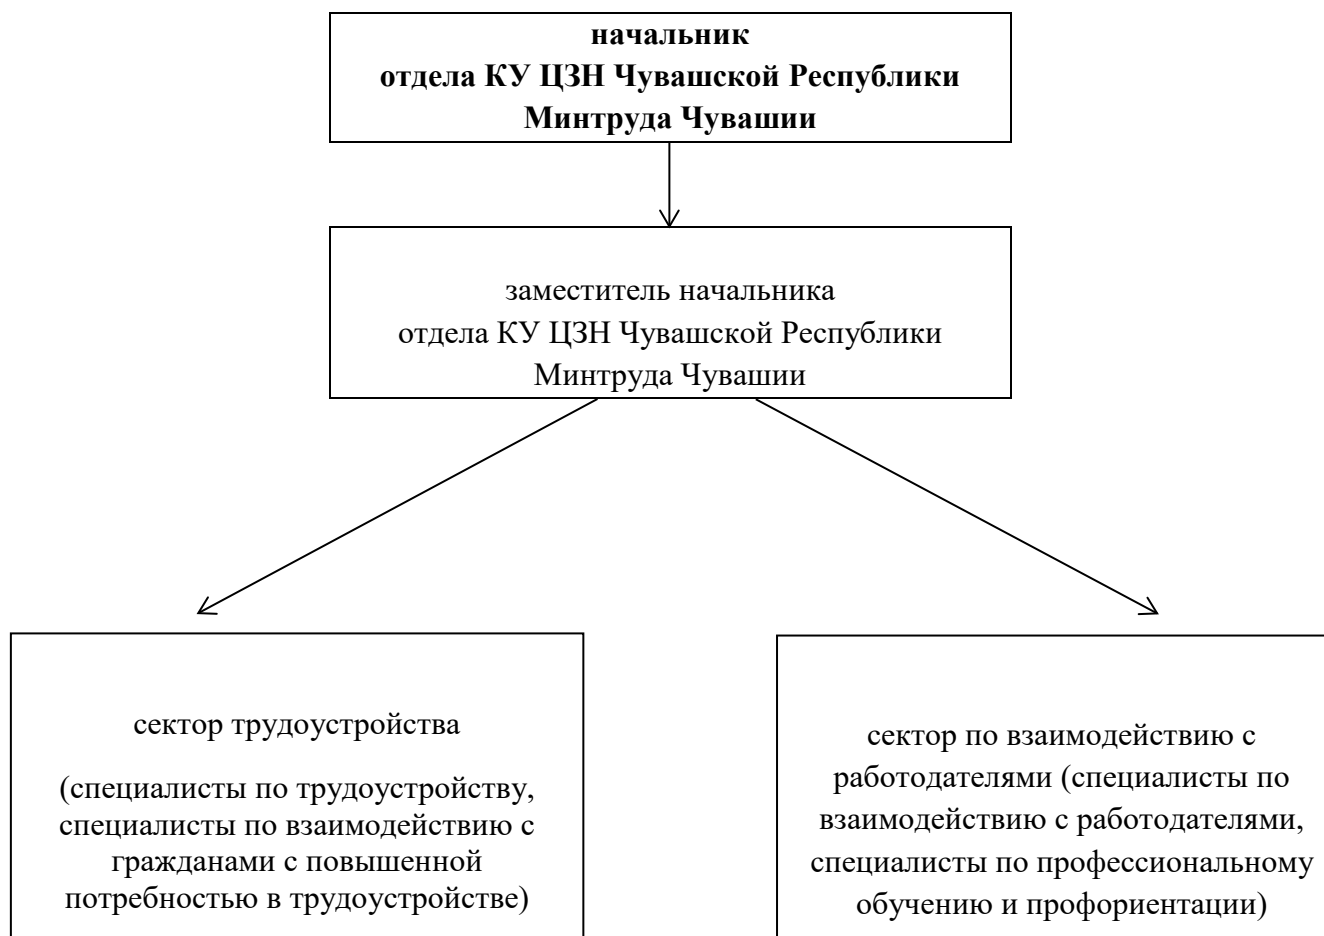 начальник
отдела КУ ЦЗН Чувашской Республики
Минтруда Чувашии
заместитель начальника
отдела КУ ЦЗН Чувашской Республики
Минтруда Чувашии
сектор трудоустройства
(специалисты по трудоустройству,
специалисты по взаимодействию с
гражданами с повышенной
потребностью в трудоустройстве)
сектор по взаимодействию с
работодателями (специалисты по
взаимодействию с работодателями,
специалисты по профессиональному
обучению и профориентации)